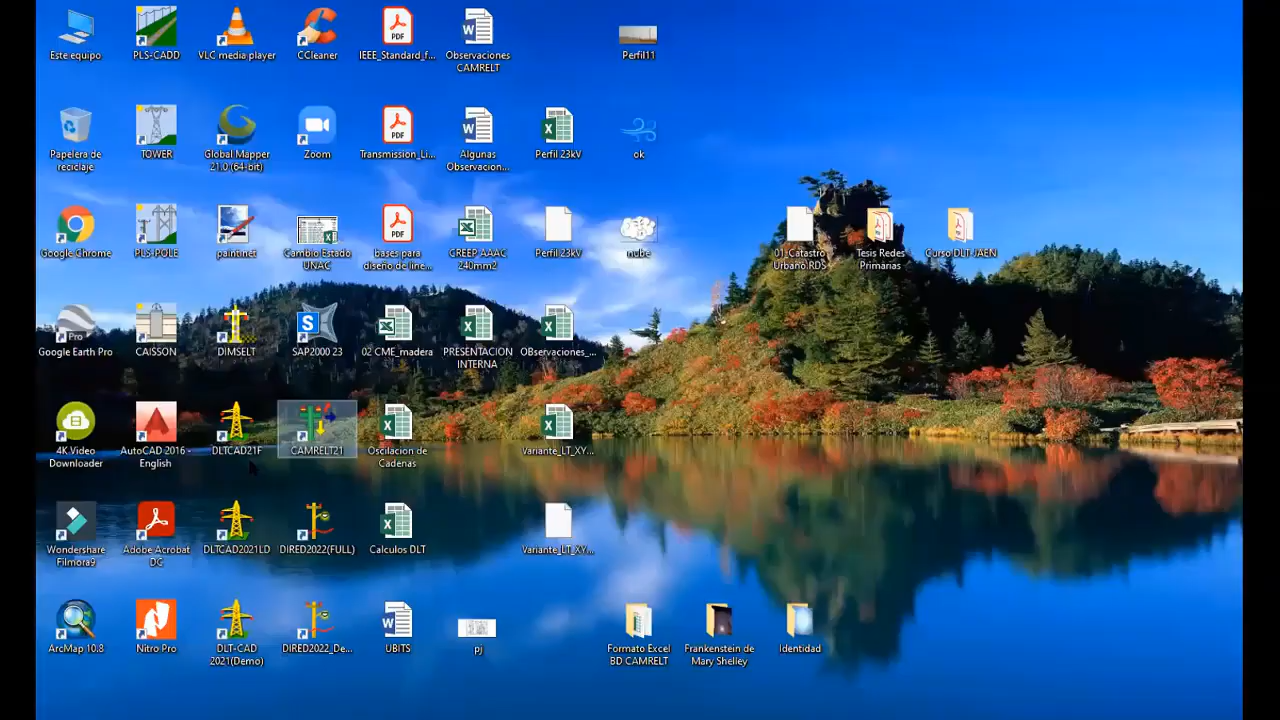 Este equipo
PLS-CADD
VLC media player
CCleaner
IEEE_Standard_f...
Observaciones
CAMRELT
Perfil11
Papelera de
reciclaje
TOWER
Global Mapper
21.0 (64-bit)
Zoom
Transmission_Li...
Algunas
Observacion...
Perfil 23kV
ok
Google Chrome
PLS-POLE
paintinet
Cambio Estado
UNAC
bases para
diseño de line...
CREEP AAAC
240mm2
Perfil 23kV
nube
01_Catastro
Urbano.RDS
Tesis Redes
Primarias
Curso DLT JAEN
Google Earth Pro
CAISSON
DIMSELT
SAP2000 23
02 CME_madera
PRESENTACION
INTERNA
OBservaciones_...
4K Video
Downloader
AutoCAD 2016 -
English
DLTCAD21F
CAMRELT21
Oscilacion de
Cadenas
Variante_LT_XY...
Wondershare
Filmora9
Adobe Acrobat
DC
DLTCAD2021LD
DIRED2022(FULL)
Calculos DLT
Variante_LT_XY...
ArcMap 10.8
Nitro Pro
DLT-CAD
2021(Demo)
DIRED2022_De...
UBITS
pj
Formato Excel
BD CAMRELT
Frankenstein de
Mary Shelley
Identidad